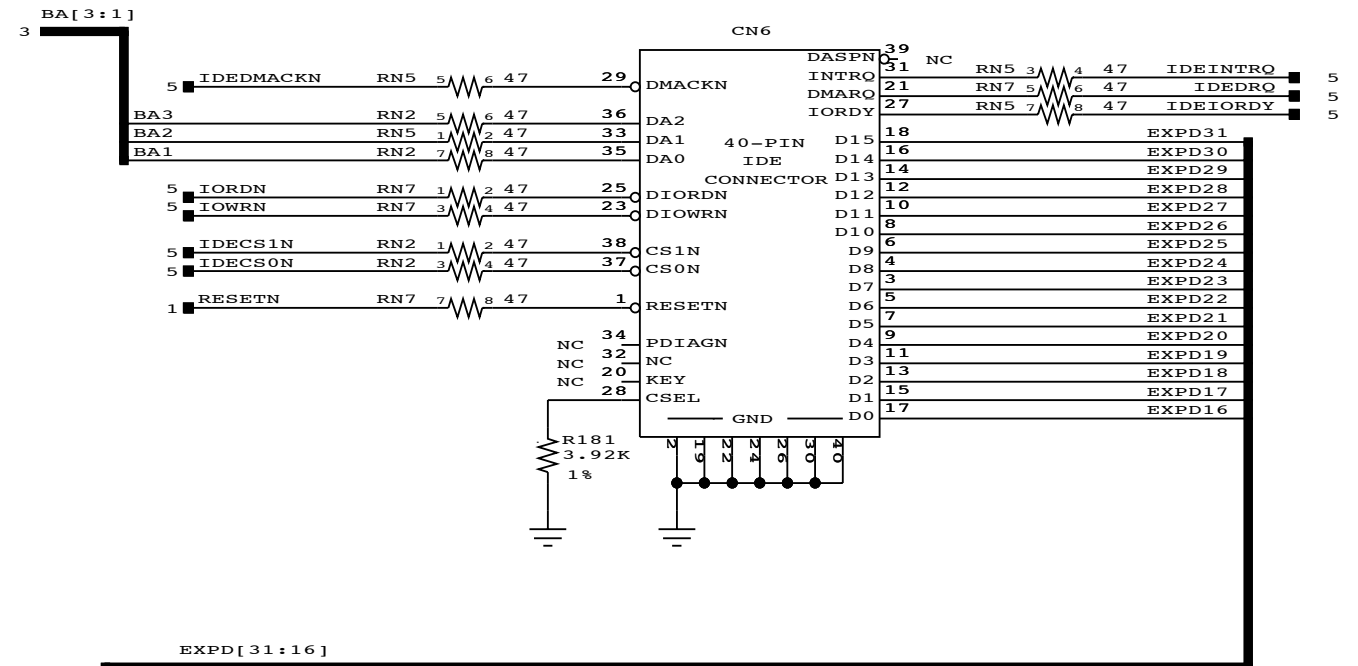 BA[3:1]
3
CN6
5 IDEDMACKN RN5 5 6 47 29 DMACKN
BA3 RN2 5 6 47 36 DA2
BA2 RN5 1 2 47 33 DA1
BA1 RN2 7 8 47 35 DA0
5 IORDN RN7 1 2 47 25 DIORDN
5 IOWRN RN7 3 4 47 23 DIOWRN
5 IDECS1N RN2 1 2 47 38 CS1N
5 IDECS0N RN2 3 4 47 37 CS0N
1 RESETN RN7 7 8 47 1 RESETN
NC 34 PDIAGN
NC 32 NC
NC 20 KEY
28 CSEL
R181
3.92K
1%
40-PIN
IDE
CONNECTOR
DASPN 39 NC
INTRQ 31 RN5 3 4 47 IDEINTRQ 5
DMARQ 21 RN7 5 6 47 IDEDRQ 5
IORDY 27 RN5 7 8 47 IDEIORDY 5
D15 18 EXPD31
D14 16 EXPD30
D13 14 EXPD29
D12 12 EXPD28
D11 10 EXPD27
D10 8 EXPD26
D9 6 EXPD25
D8 4 EXPD24
D7 3 EXPD23
D6 5 EXPD22
D5 7 EXPD21
D4 9 EXPD20
D3 11 EXPD19
D2 13 EXPD18
D1 15 EXPD17
D0 17 EXPD16
GND
2 19 22 24 26 30 40
EXPD[31:16]